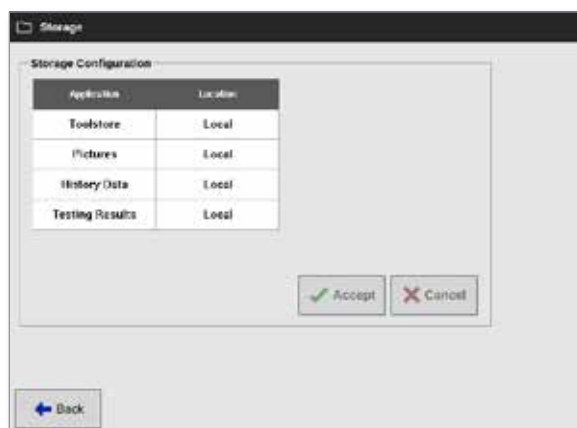 Storage
Storage Configuration
Application Location
Toolstore Local
Pictures Local
History Data Local
Testing Results Local
Accept Cancel
Back